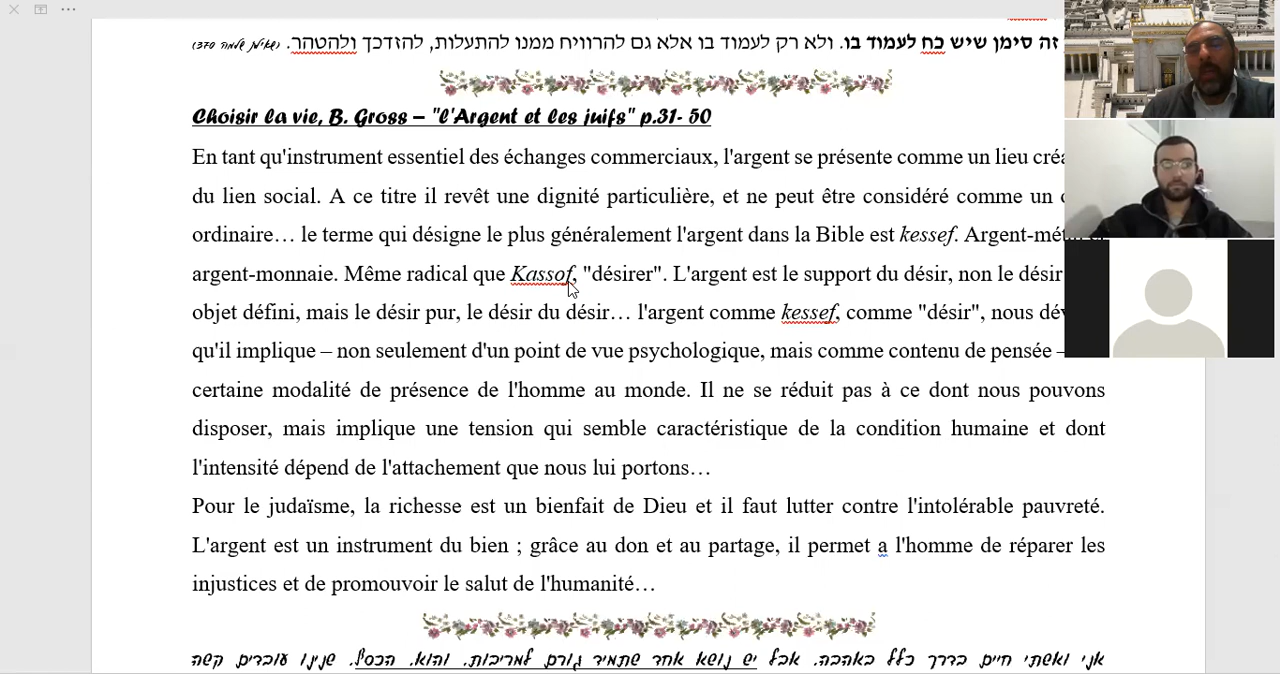 זה סימן שיש כח לעמוד בו. ולא רק לעמוד בו אלא גם להרוויח ממנו להתעלות, להזדכך ולהתהר. (שאילת שלמה 370)
Choisir la vie, B. Gross – "l'Argent et les juifs" p.31- 50
En tant qu'instrument essentiel des échanges commerciaux, l'argent se présente comme un lieu
du lien social. A ce titre il revêt une dignité particulière, et ne peut être considéré comme un
ordinaire… le terme qui désigne le plus généralement l'argent dans la Bible est kessef.
argent-monnaie. Même radical que Kassof, "désirer". L'argent est le support du désir, non le désir
objet défini, mais le désir pur, le désir du désir… l'argent comme kessef, comme "désir", nous
qu'il implique – non seulement d'un point de vue psychologique, mais comme contenu de pensée –
certaine modalité de présence de l'homme au monde. Il ne se réduit pas à ce dont nous pouvons
disposer, mais implique une tension qui semble caractéristique de la condition humaine et dont
l'intensité dépend de l'attachement que nous lui portons…
Pour le judaïsme, la richesse est un bienfait de Dieu et il faut lutter contre l'intolérable pauvreté.
L'argent est un instrument du bien ; grâce au don et au partage, il permet a l'homme de réparer les
injustices et de promouvoir le salut de l'humanité…
אני ואשתי חיים בדרך כלל באהבה. אבל יש נושא אחד שתמיד גורם למריבות. והוא. הכסף. שנינו עובדים קשה